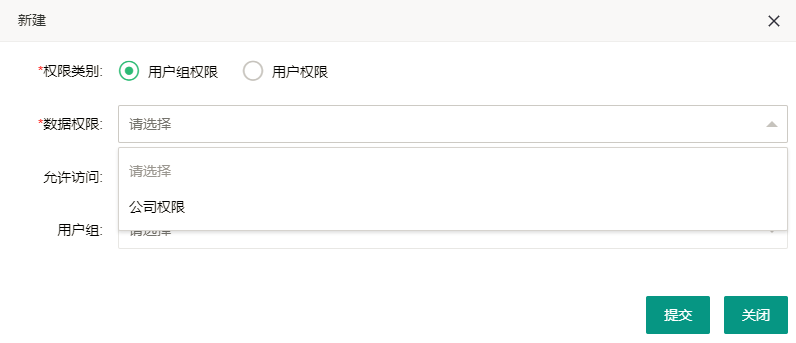 新建
*权限类别: 用户组权限 用户权限
*数据权限: 请选择
请选择
允许访问:
公司权限
用户组: 请选择
提交 关闭